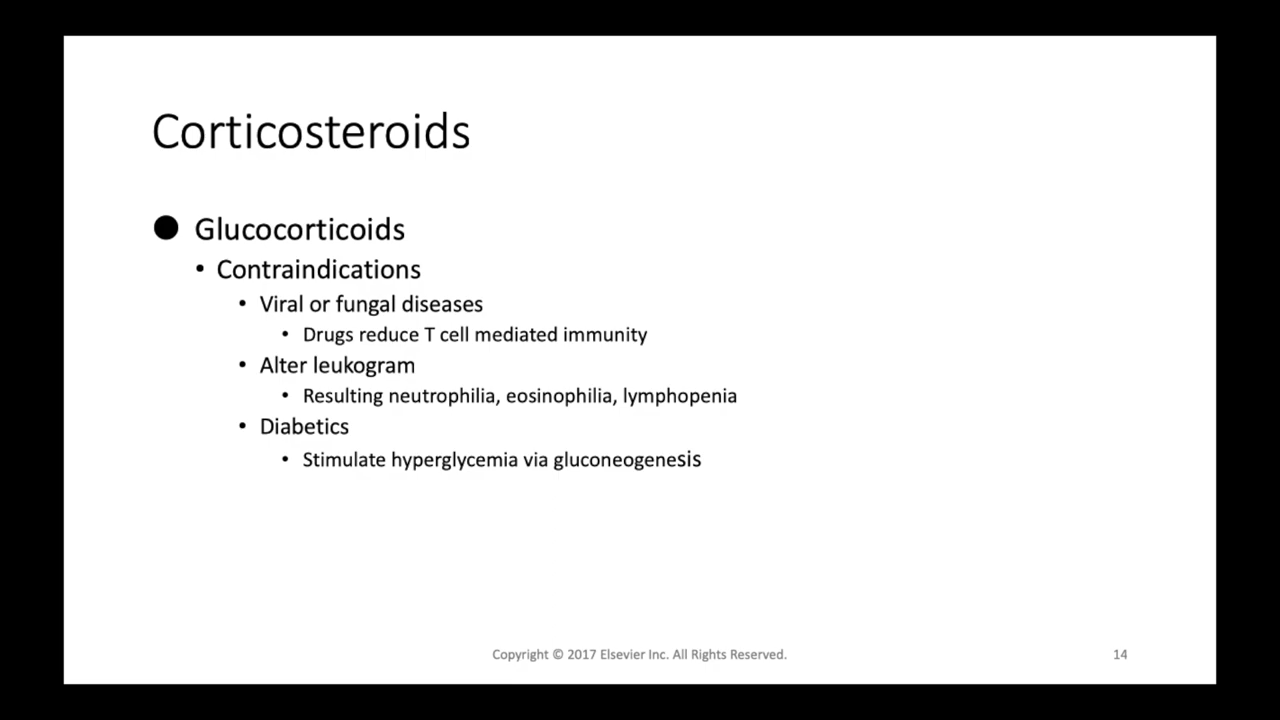 Corticosteroids
● Glucocorticoids
• Contraindications
• Viral or fungal diseases
• Drugs reduce T cell mediated immunity
• Alter leukogram
• Resulting neutrophilia, eosinophilia, lymphopenia
• Diabetics
• Stimulate hyperglycemia via gluconeogenesis
Copyright © 2017 Elsevier Inc. All Rights Reserved.
14